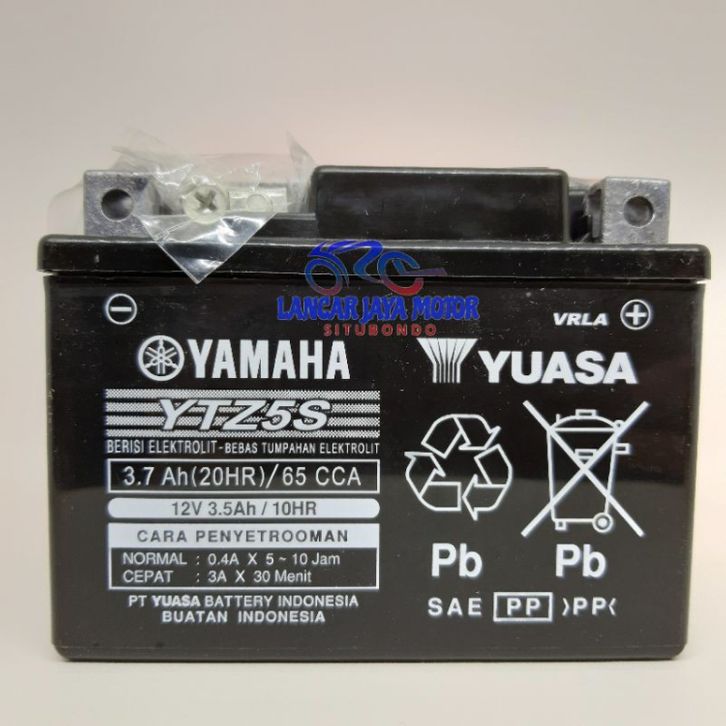 LANCAR JAYA MOTOR
SITUBONDO
VRLA
YAMAHA
YUASA
YTZ5S
BERISI ELEKTROLIT-BEBAS TUMPAHAN ELEKTROLIT
3.7 Ah(20HR)/65 CCA
12V 3.5Ah / 10HR
CARA PENYETROOMAN
NORMAL : 0.4A X 5 ~ 10 Jam
CEPAT : 3A X 30 Menit
PT YUASA BATTERY INDONESIA
BUATAN INDONESIA
Pb Pb
SAE PP >PP<